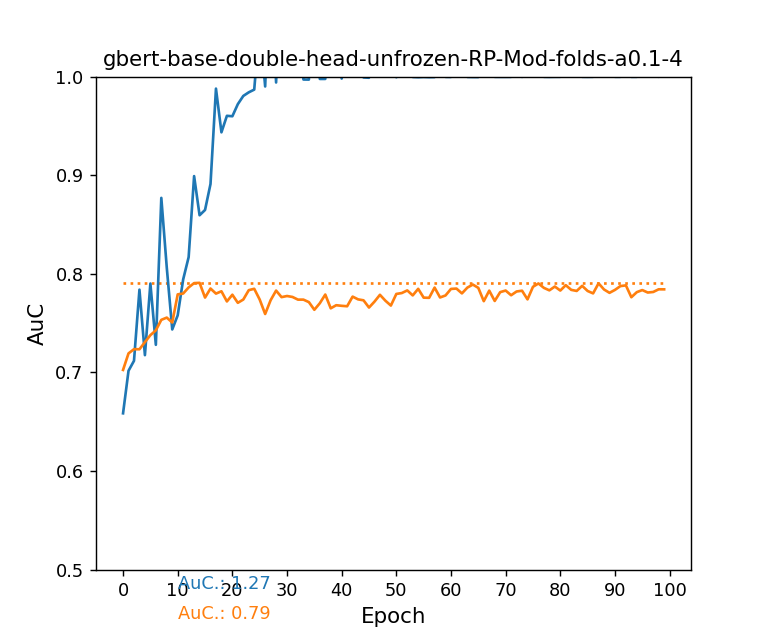 gbert-base-double-head-unfrozen-RP-Mod-folds-a0.1-4
1.0
0.9
0.8
0.7
0.6
0.5
AuC
0 10 20 30 40 50 60 70 80 90 100
AuC.: 1.27
AuC.: 0.79
Epoch